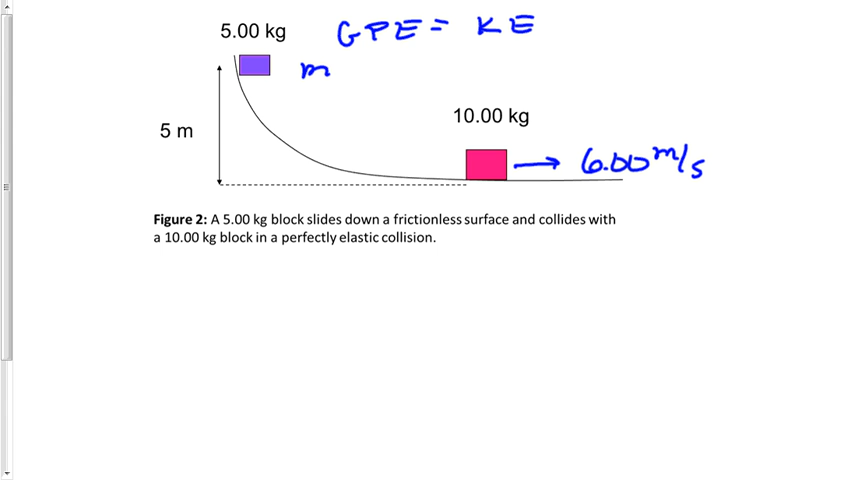 5.00 kg
GPE = KE
m
5 m
10.00 kg
6.00 m/s
Figure 2: A 5.00 kg block slides down a frictionless surface and collides with
a 10.00 kg block in a perfectly elastic collision.